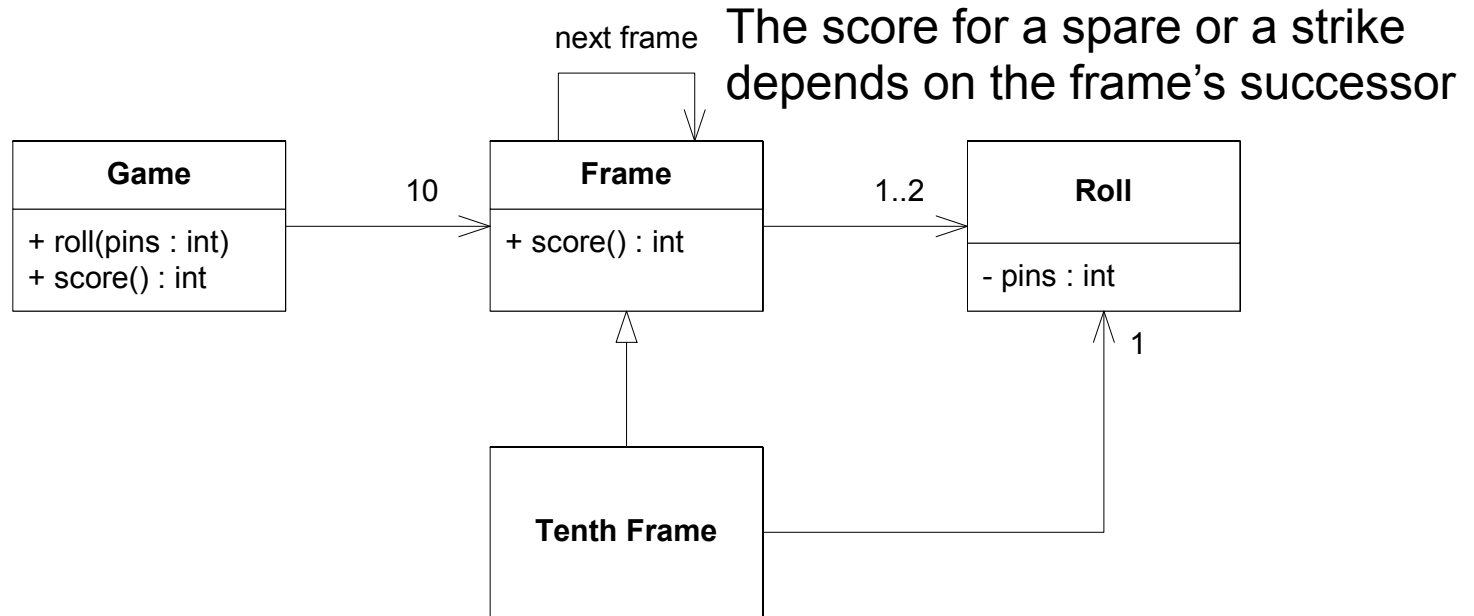 next frame
The score for a spare or a strike
depends on the frame’s successor
Game
+ roll(pins : int)
+ score() : int
10
Frame
+ score() : int
1..2
Roll
- pins : int
1
Tenth Frame